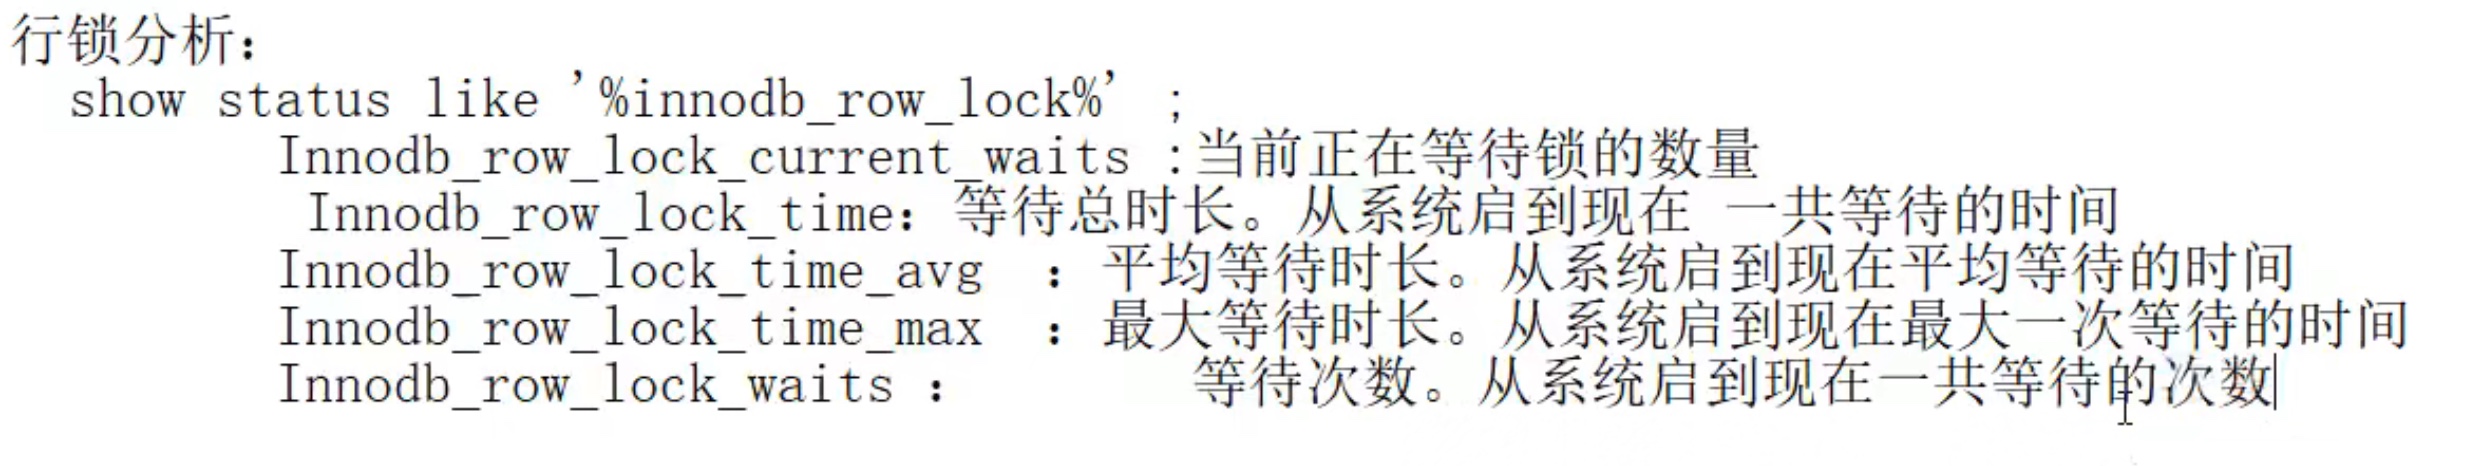 行锁分析：
show status like '%innodb_row_lock%' ;
Innodb_row_lock_current_waits :当前正在等待锁的数量
Innodb_row_lock_time：等待总时长。从系统启到现在 一共等待的时间
Innodb_row_lock_time_avg ：平均等待时长。从系统启到现在平均等待的时间
Innodb_row_lock_time_max ：最大等待时长。从系统启到现在最大一次等待的时间
Innodb_row_lock_waits ： 等待次数。从系统启到现在一共等待的次数